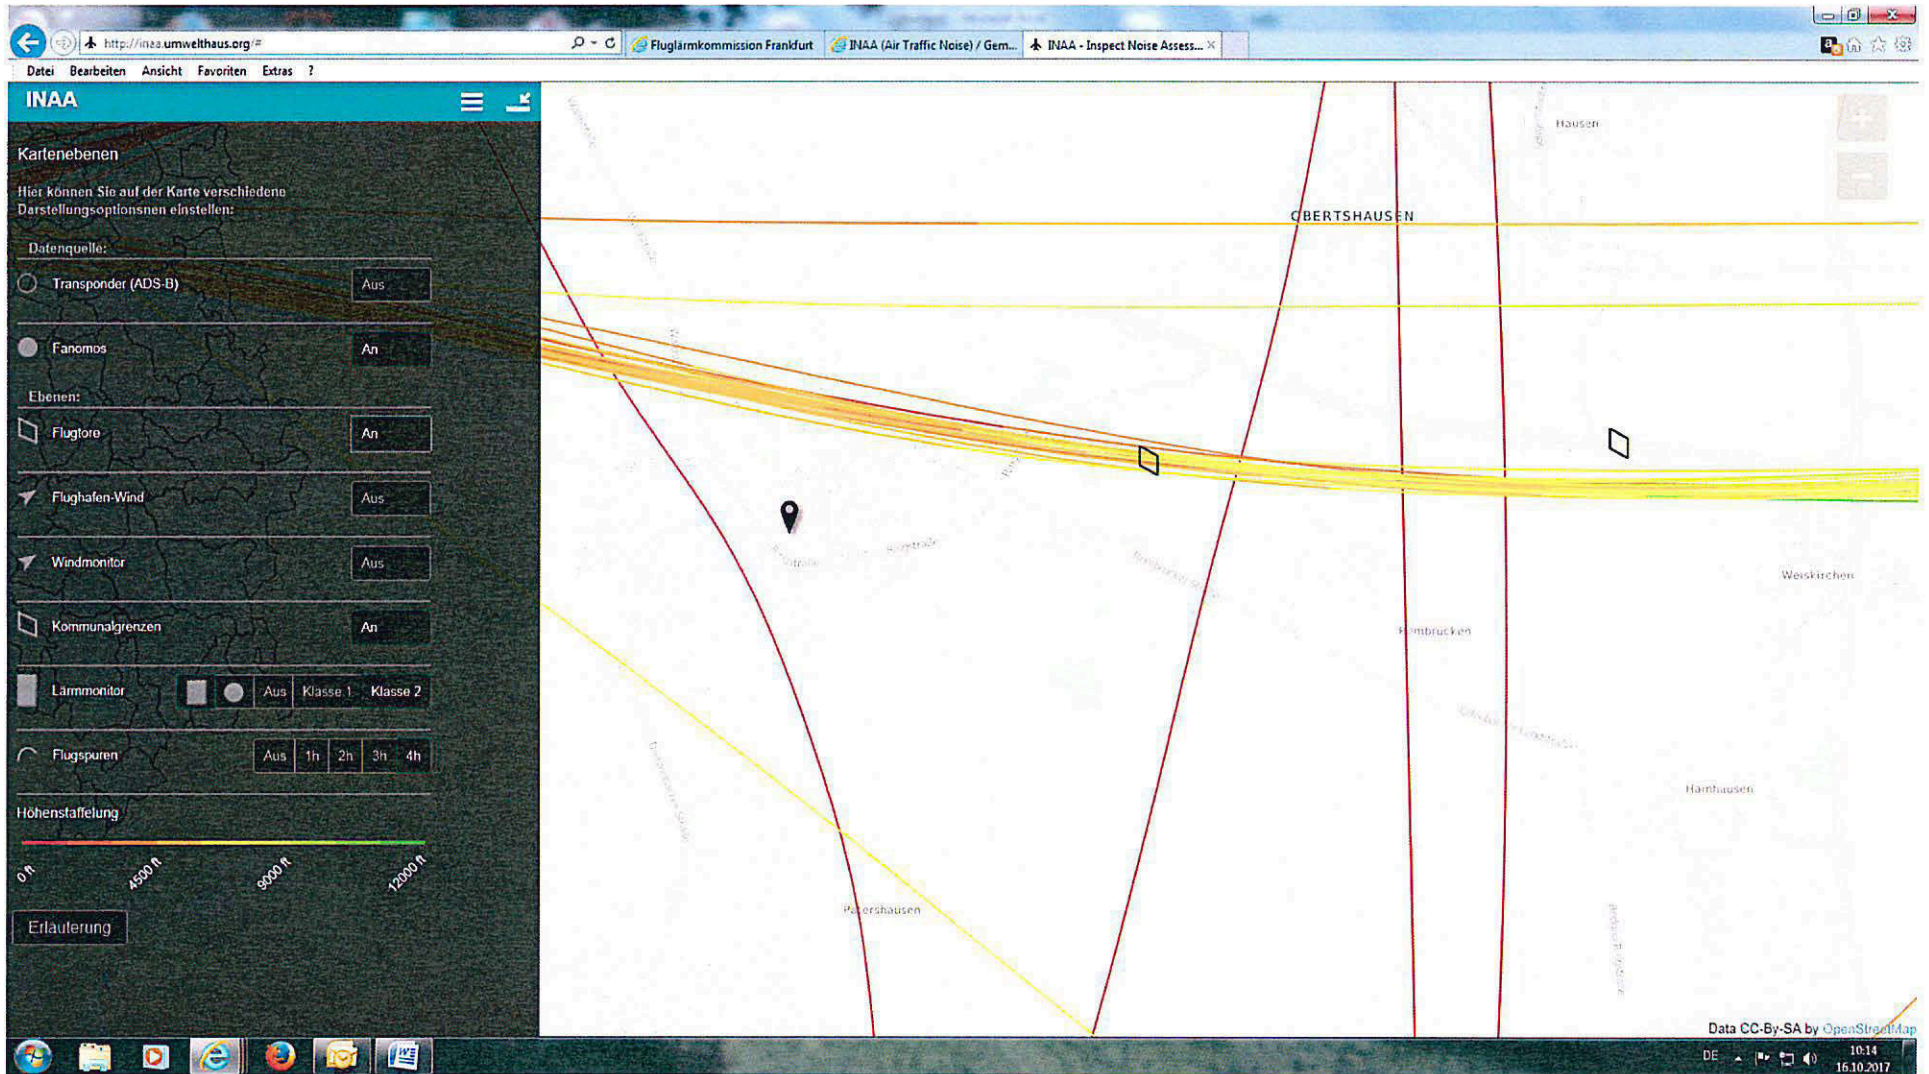 http://inaa.umwelthaus.org/#
Fluglärmkommission Frankfurt
INAA (Air Traffic Noise) / Gem...
INAA - Inspect Noise Assess...
Datei Bearbeiten Ansicht Favoriten Extras ?
INAA
Kartenebenen
Hier können Sie auf der Karte verschiedene
Darstellungsoptionsnen einstellen:
Datenquelle:
Transponder (ADS-B) Aus
Fanomos An
Ebenen:
Flugtore An
Flughafen-Wind Aus
Windmonitor Aus
Kommunalgrenzen An
Lärmmonitor Aus Klasse 1 Klasse 2
Flugspuren Aus 1h 2h 3h 4h
Höhenstaffelung
0 ft 4500 ft 9000 ft 12000 ft
Erläuterung
Hausen
OBERTSHAUSEN
Weiskirchen
Rembrücken
Hainhausen
Patershausen
Data CC-By-SA by OpenStreetMap
DE
10:14
16.10.2017